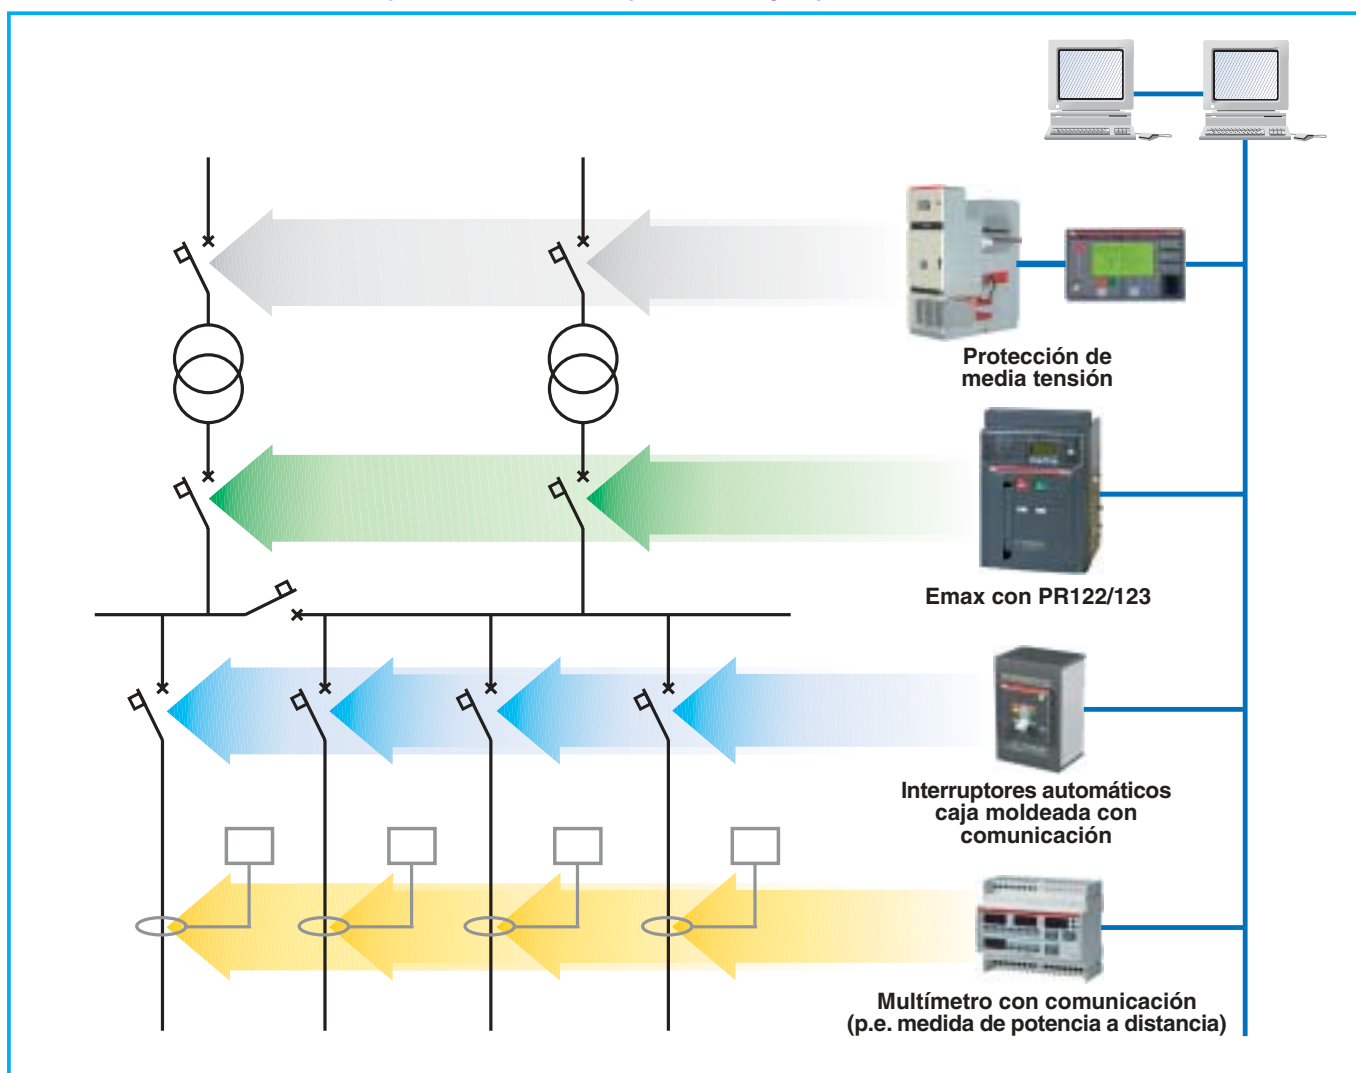 Protección de
media tensión
Emax con PR122/123
Interruptores automáticos
caja moldeada con
comunicación
Multímetro con comunicación
(p.e. medida de potencia a distancia)